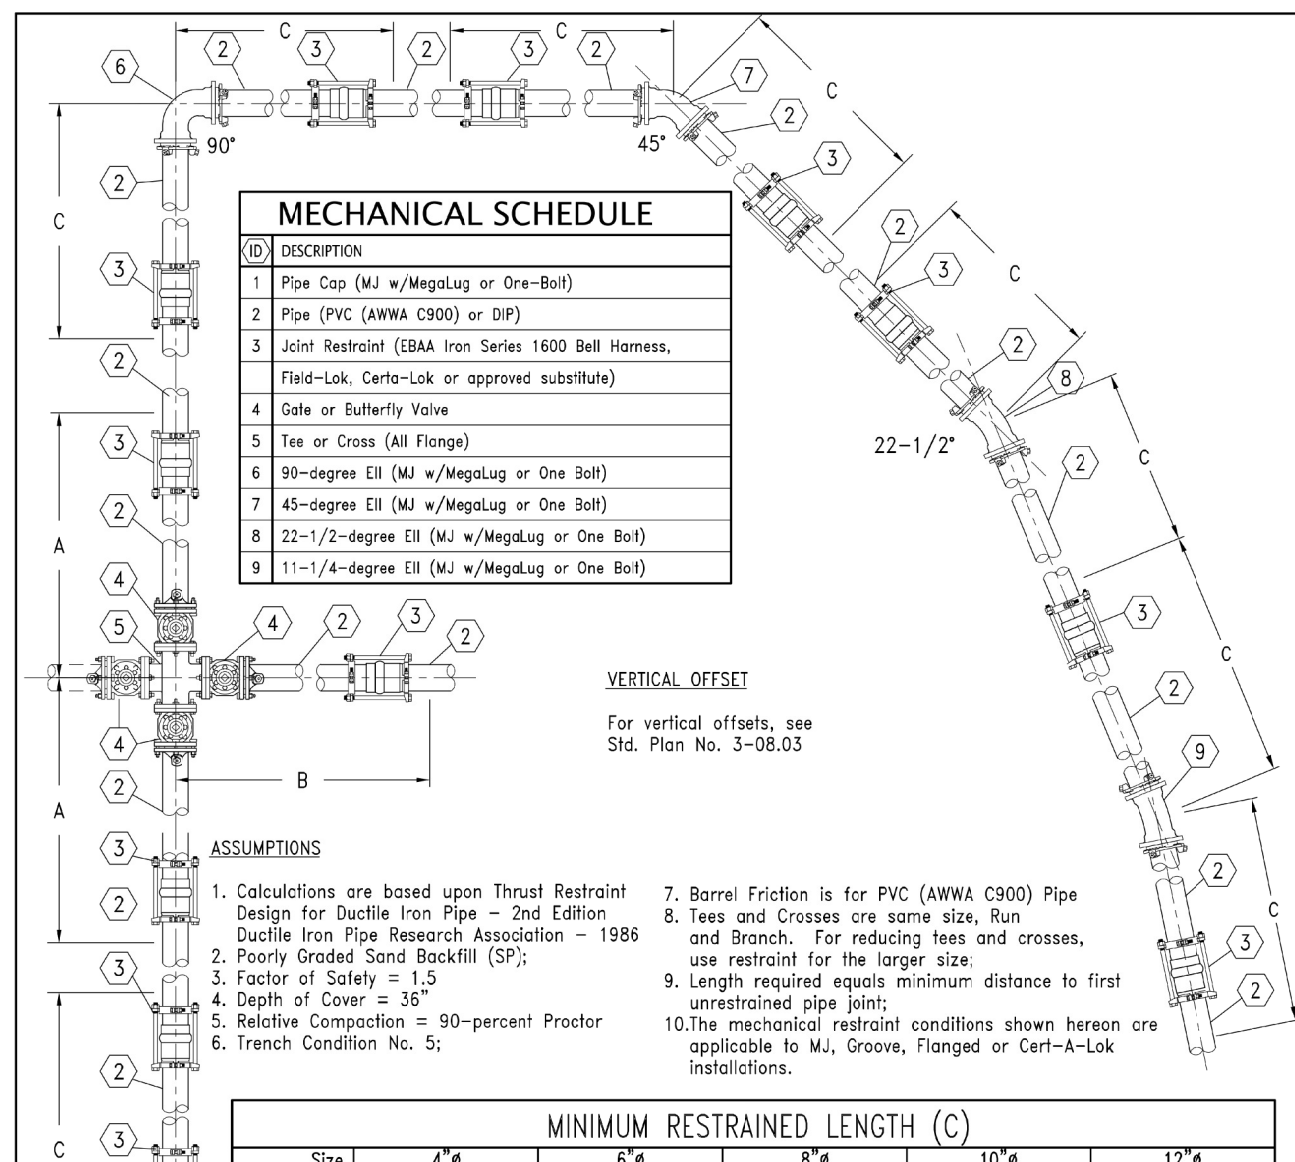 C
C
2
3
2
3
2
6
7
C
2
90°
45°
3
2
C
2
C
3
3
C
2
3
2
8
22-1/2°
C
2
3
C
2
9
2
C
3
2
MECHANICAL SCHEDULE
ID DESCRIPTION
1 Pipe Cap (MJ w/MegaLug or One-Bolt)
2 Pipe (PVC (AWWA C900) or DIP)
3 Joint Restraint (EBAA Iron Series 1600 Bell Harness,
Field-Lok, Certa-Lok or approved substitute)
4 Gate or Butterfly Valve
5 Tee or Cross (All Flange)
6 90-degree Ell (MJ w/MegaLug or One Bolt)
7 45-degree Ell (MJ w/MegaLug or One Bolt)
8 22-1/2-degree Ell (MJ w/MegaLug or One Bolt)
9 11-1/4-degree Ell (MJ w/MegaLug or One Bolt)
3
2
A
4
5
4
2
3
2
4
B
2
A
3
2
3
2
C
3
VERTICAL OFFSET
For vertical offsets, see
Std. Plan No. 3-08.03
ASSUMPTIONS
1. Calculations are based upon Thrust Restraint
Design for Ductile Iron Pipe - 2nd Edition
Ductile Iron Pipe Research Association - 1986
2. Poorly Graded Sand Backfill (SP);
3. Factor of Safety = 1.5
4. Depth of Cover = 36"
5. Relative Compaction = 90-percent Proctor
6. Trench Condition No. 5;
7. Barrel Friction is for PVC (AWWA C900) Pipe
8. Tees and Crosses are same size, Run
and Branch. For reducing tees and crosses,
use restraint for the larger size;
9. Length required equals minimum distance to first
unrestrained pipe joint;
10.The mechanical restraint conditions shown hereon are
applicable to MJ, Groove, Flanged or Cert-A-Lok
installations.
MINIMUM RESTRAINED LENGTH (C)
Size 4"ø 6"ø 8"ø 10"ø 12"ø